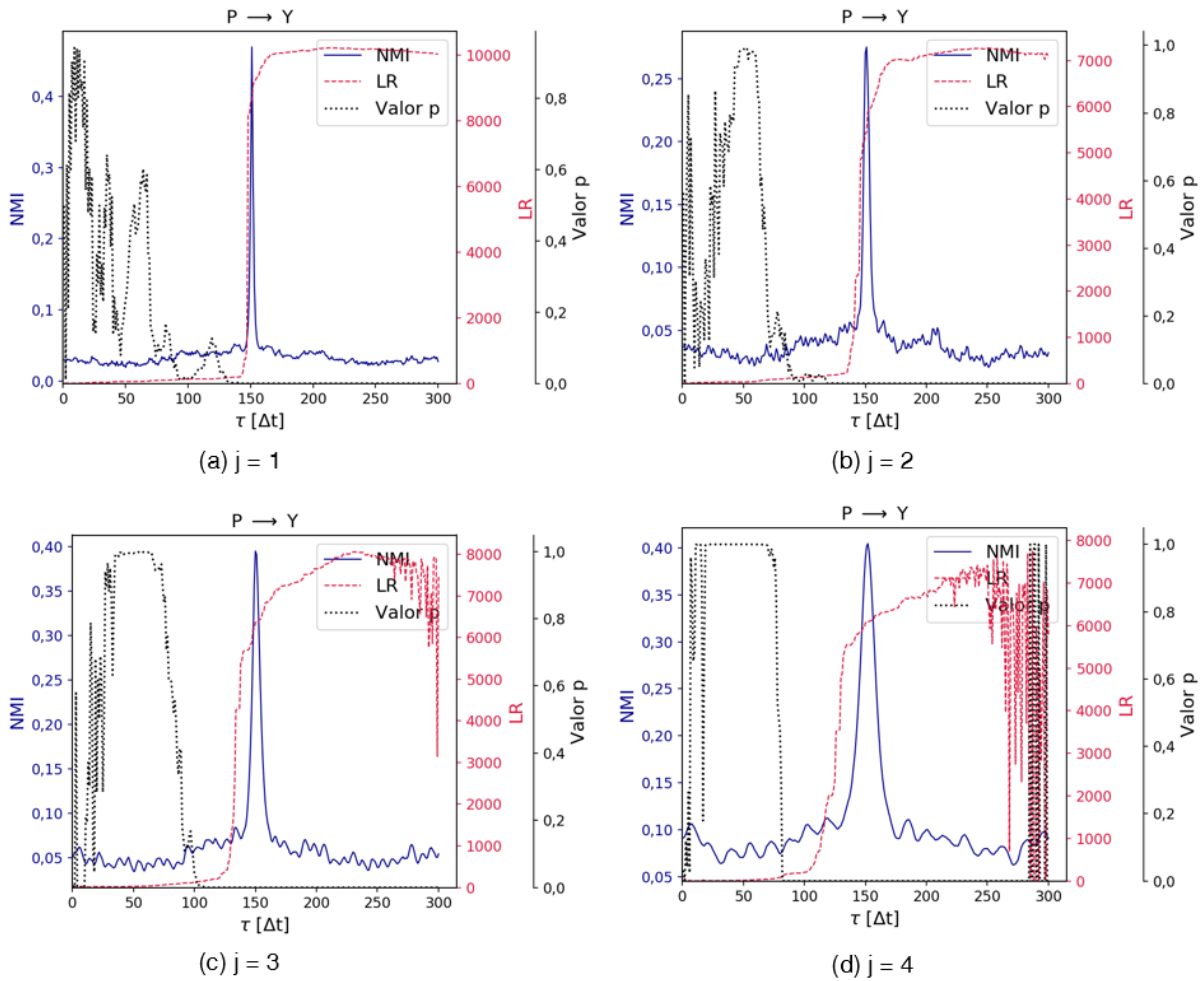 P → Y
NMI
LR
Valor p
0,4
0,3
0,2
0,1
0,0
NMI
10000
8000
6000
4000
2000
0
LR
0,8
0,6
0,4
0,2
0,0
Valor p
0 50 100 150 200 250 300
τ [Δt]
(a) j = 1
P → Y
NMI
LR
Valor p
0,25
0,20
0,15
0,10
0,05
NMI
7000
6000
5000
4000
3000
2000
1000
0
LR
1,0
0,8
0,6
0,4
0,2
0,0
Valor p
0 50 100 150 200 250 300
τ [Δt]
(b) j = 2
P → Y
NMI
LR
Valor p
0,40
0,35
0,30
0,25
0,20
0,15
0,10
0,05
NMI
8000
7000
6000
5000
4000
3000
2000
1000
0
LR
1,0
0,8
0,6
0,4
0,2
0,0
Valor p
0 50 100 150 200 250 300
τ [Δt]
(c) j = 3
P → Y
NMI
LR
Valor p
0,40
0,35
0,30
0,25
0,20
0,15
0,10
0,05
NMI
8000
7000
6000
5000
4000
3000
2000
1000
0
LR
1,0
0,8
0,6
0,4
0,2
0,0
Valor p
0 50 100 150 200 250 300
τ [Δt]
(d) j = 4